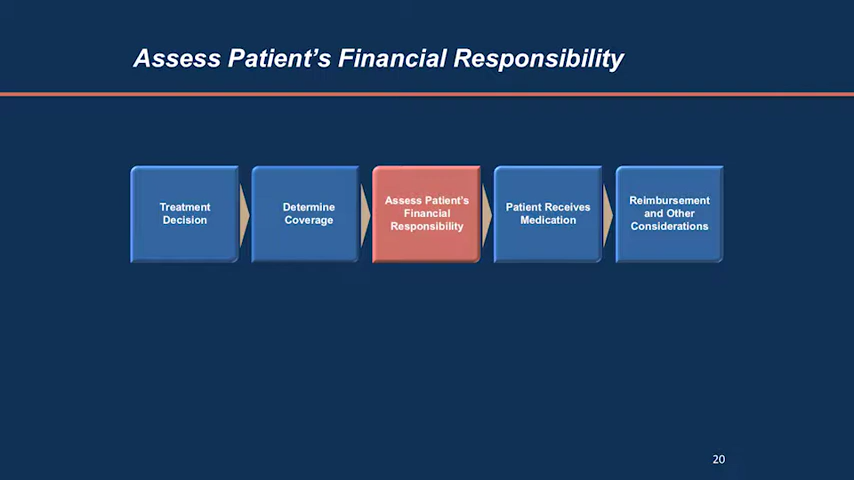 Assess Patient’s Financial Responsibility
Treatment
Decision
Determine
Coverage
Assess Patient’s
Financial
Responsibility
Patient Receives
Medication
Reimbursement
and Other
Considerations
20